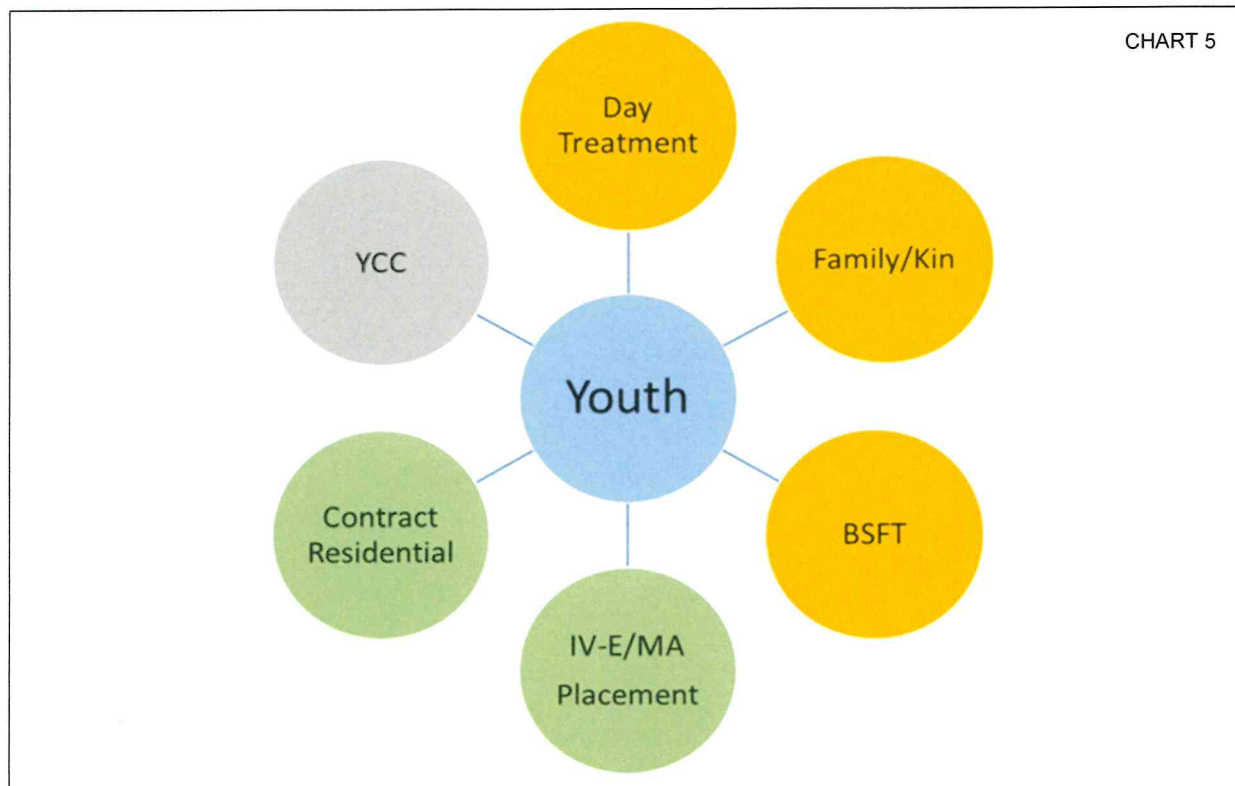 CHART 5
Day
Treatment
Family/Kin
YCC
Youth
Contract
Residential
BSFT
IV-E/MA
Placement